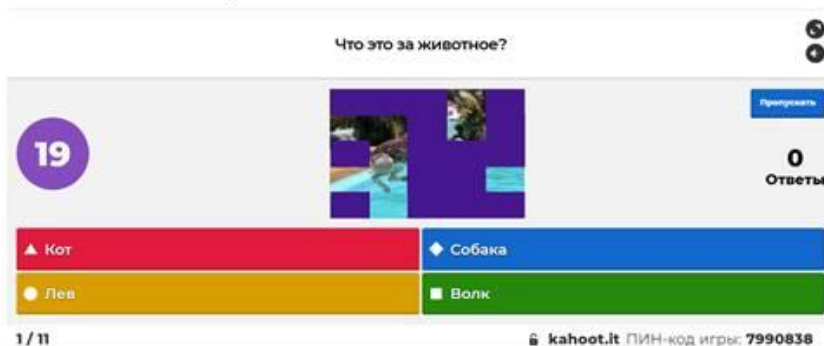 Что это за животное?
Пропускать
19
0
Ответы
Кот
Собака
Лев
Волк
1 / 11
kahoot.it ПИН-код игры: 7990838